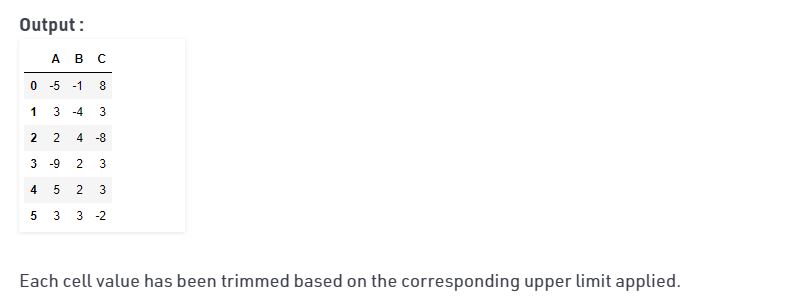 Output :
A B C
0 -5 -1 8
1 3 -4 3
2 2 4 -8
3 -9 2 3
4 5 2 3
5 3 3 -2
Each cell value has been trimmed based on the corresponding upper limit applied.